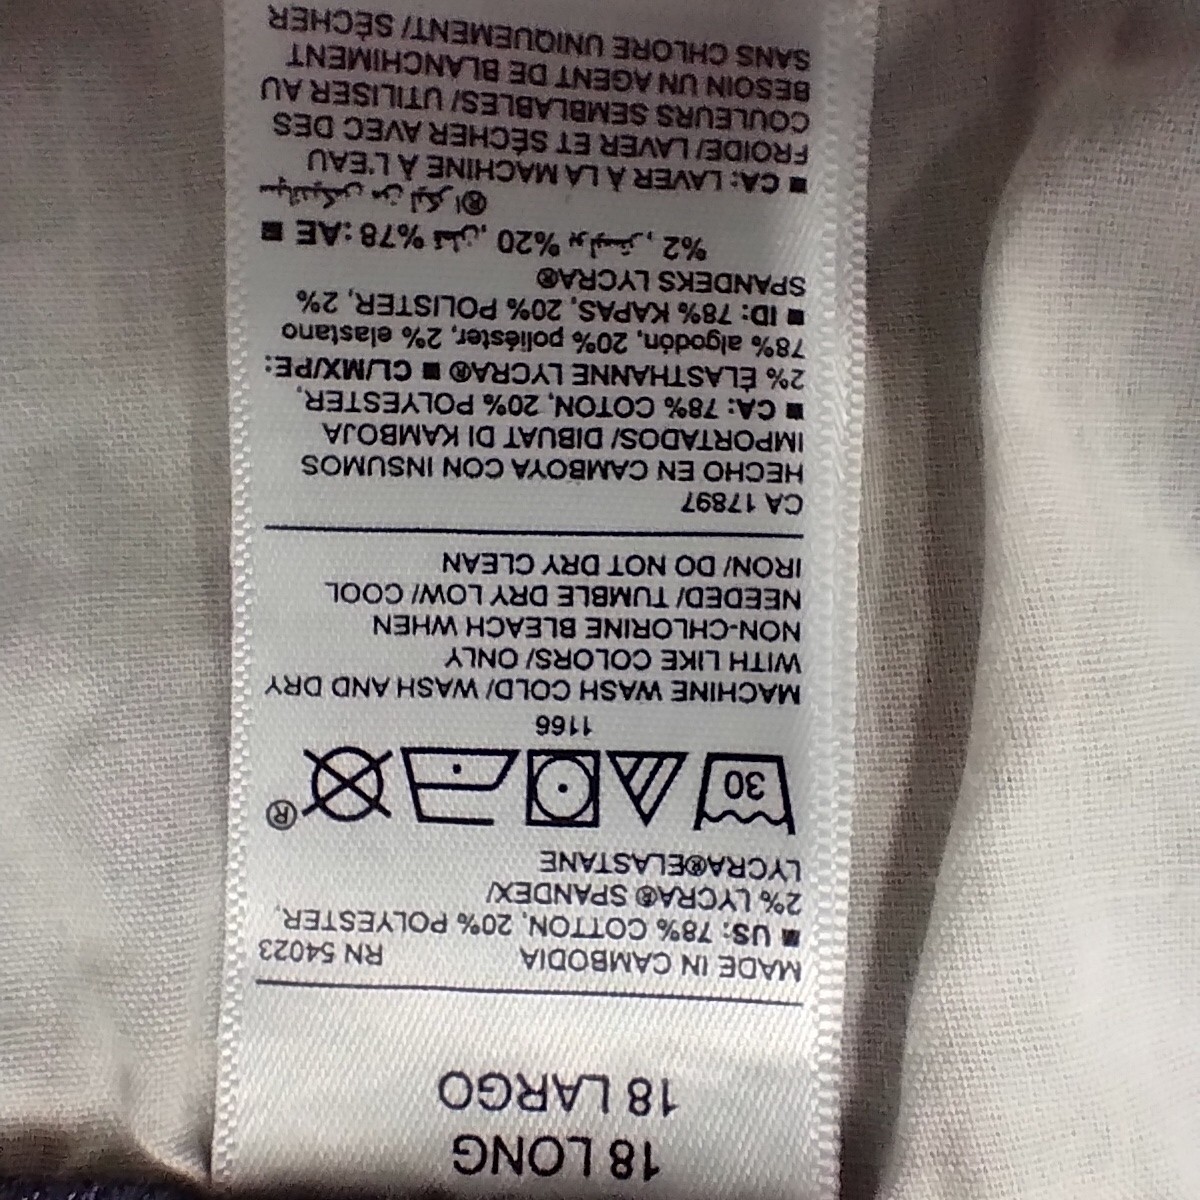 18 LONG
18 LARGO
MADE IN CAMBODIA RN 54023
■ US: 78% COTTON, 20% POLYESTER,
2% LYCRA® SPANDEX/
LYCRA®ELASTANE
30 ®
1166
MACHINE WASH COLD/ WASH AND DRY
WITH LIKE COLORS/ ONLY
NON-CHLORINE BLEACH WHEN
NEEDED/ TUMBLE DRY LOW/ COOL
IRON/ DO NOT DRY CLEAN
CA 17897
HECHO EN CAMBOYA CON INSUMOS
IMPORTADOS/ DIBUAT DI KAMBOJA
■ CA: 78% COTON, 20% POLYESTER,
2% ÉLASTHANNE LYCRA® ■ CL/MX/PE:
78% algodón, 20% poliéster, 2% elastano
■ ID: 78% KAPAS, 20% POLISTER, 2%
SPANDEKS LYCRA®
■ AE: 78% قطن, 20% بوليستر, 2%
سباندكس من ليكرا®
■ CA: LAVER À LA MACHINE À L'EAU
FROIDE/ LAVER ET SÉCHER AVEC DES
COULEURS SEMBLABLES/ UTILISER AU
BESOIN UN AGENT DE BLANCHIMENT
SANS CHLORE UNIQUEMENT/ SÉCHER